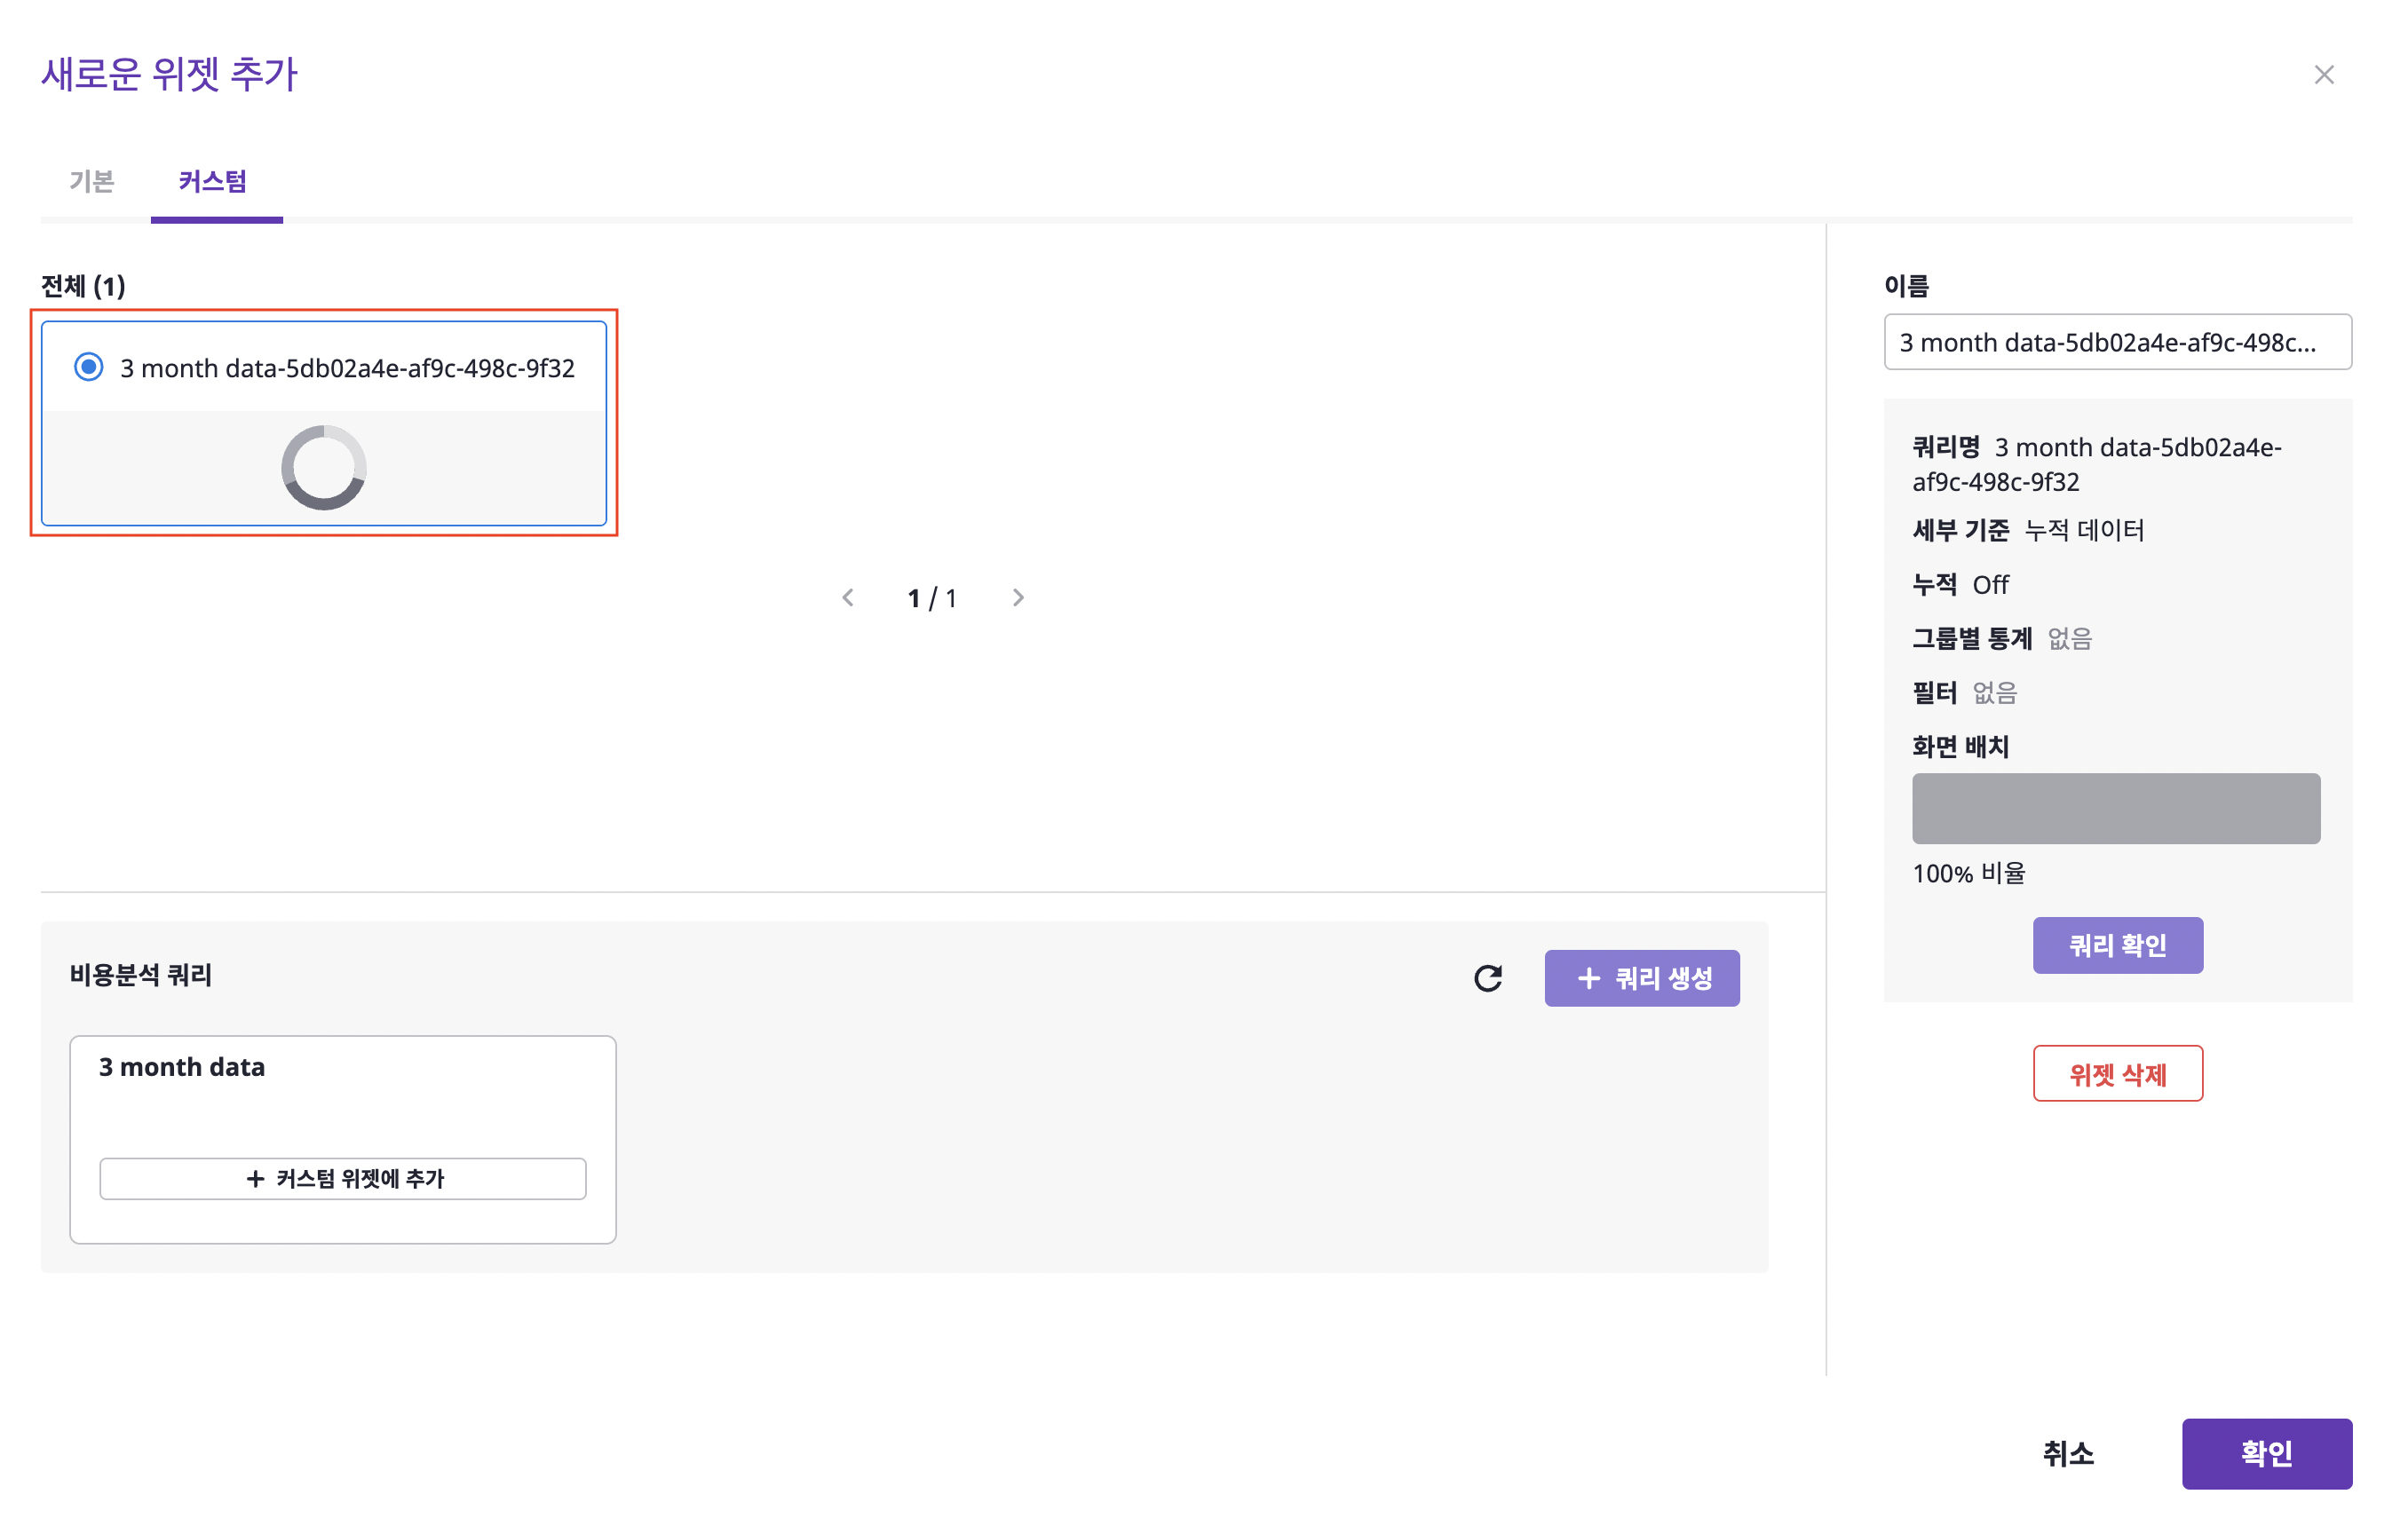 새로운 위젯 추가
기본
커스텀
전체 (1)
3 month data-5db02a4e-af9c-498c-9f32
1 / 1
비용분석 쿼리
쿼리 생성
3 month data
커스텀 위젯에 추가
이름
3 month data-5db02a4e-af9c-498c...
쿼리명 3 month data-5db02a4e-
af9c-498c-9f32
세부 기준 누적 데이터
누적 Off
그룹별 통계 없음
필터 없음
화면 배치
100% 비율
쿼리 확인
위젯 삭제
취소
확인